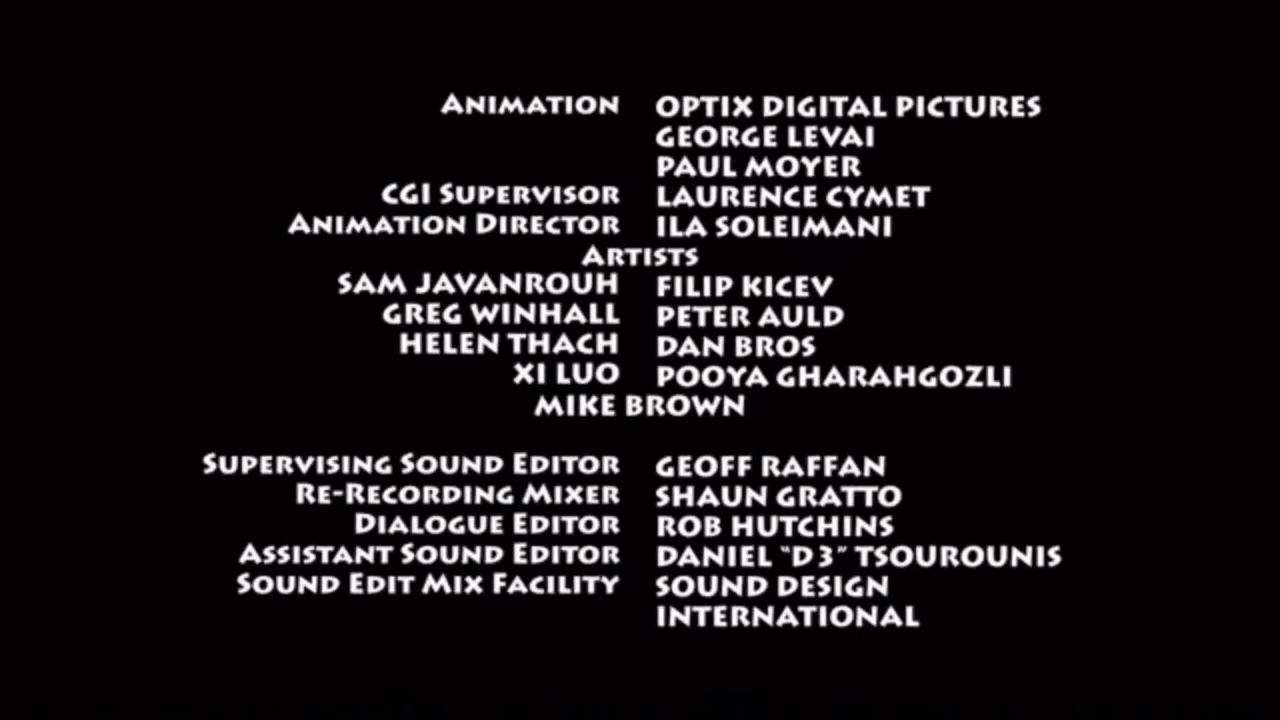 Animation OPTIX DIGITAL PICTURES
GEORGE LEVAI
PAUL MOYER
CGI Supervisor LAURENCE CYMET
Animation Director ILA SOLEIMANI
Artists
SAM JAVANROUH FILIP KICEV
GREG WINHALL PETER AULD
HELEN THACH DAN BROS
XI LUO POOYA GHARAHGOZLI
MIKE BROWN
Supervising Sound Editor GEOFF RAFFAN
Re-Recording Mixer SHAUN GRATTO
Dialogue Editor ROB HUTCHINS
Assistant Sound Editor DANIEL “D3” TSOUROUNIS
Sound Edit Mix Facility SOUND DESIGN
INTERNATIONAL